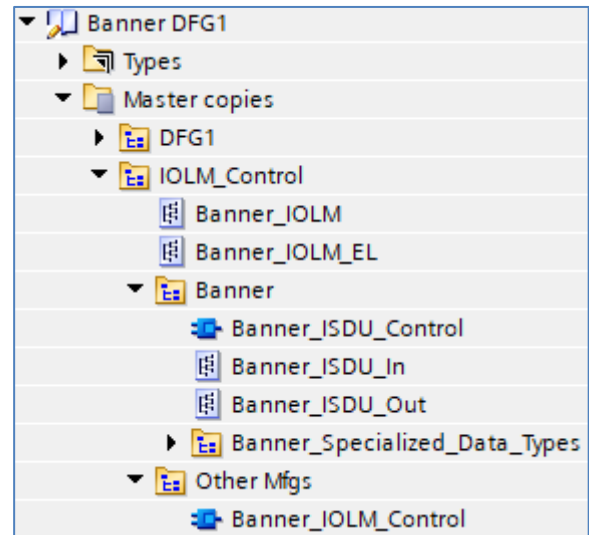 Banner DFG1
Types
Master copies
DFG1
IOLM_Control
Banner_IOLM
Banner_IOLM_EL
Banner
Banner_ISDU_Control
Banner_ISDU_In
Banner_ISDU_Out
Banner_Specialized_Data_Types
Other Mfgs
Banner_IOLM_Control